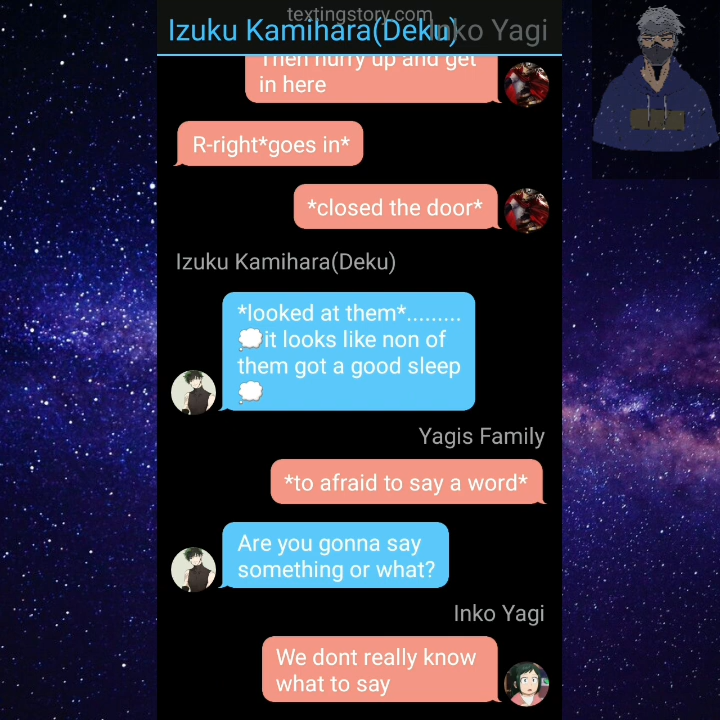 textingstory.com
Izuku Kamihara(Deku) Inko Yagi
Then hurry up and get
in here
R-right*goes in*
*closed the door*
Izuku Kamihara(Deku)
*looked at them*.........
💭it looks like non of
them got a good sleep
💭
Yagis Family
*to afraid to say a word*
Are you gonna say
something or what?
Inko Yagi
We dont really know
what to say